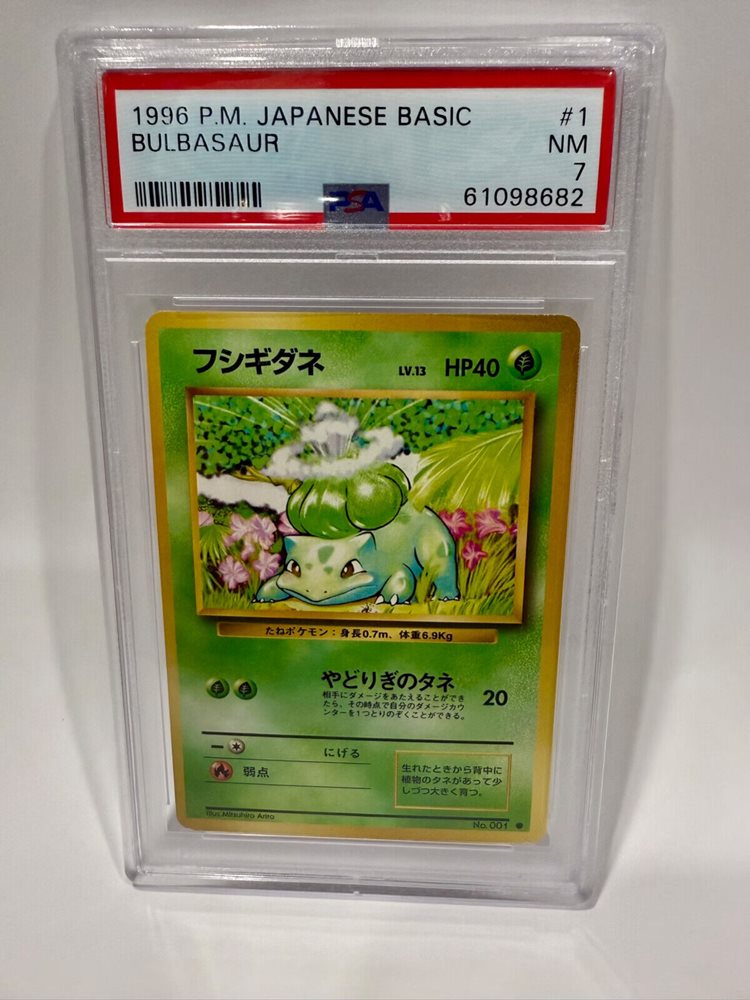 1996 P.M. JAPANESE BASIC #1
BULBASAUR NM
7
PSA 61098682
フシギダネ LV.13 HP40
たねポケモン：身長0.7m、体重6.9Kg
やどりぎのタネ 20
相手にダメージをあたえることができ
たら、その時点で自分のダメージカウ
ンターを1つとりのぞくことができる。
にげる
弱点
生れたときから背中に
植物のタネがあって少
しづつ大きく育つ。
Illus. Mitsuhiro Arita
No. 001